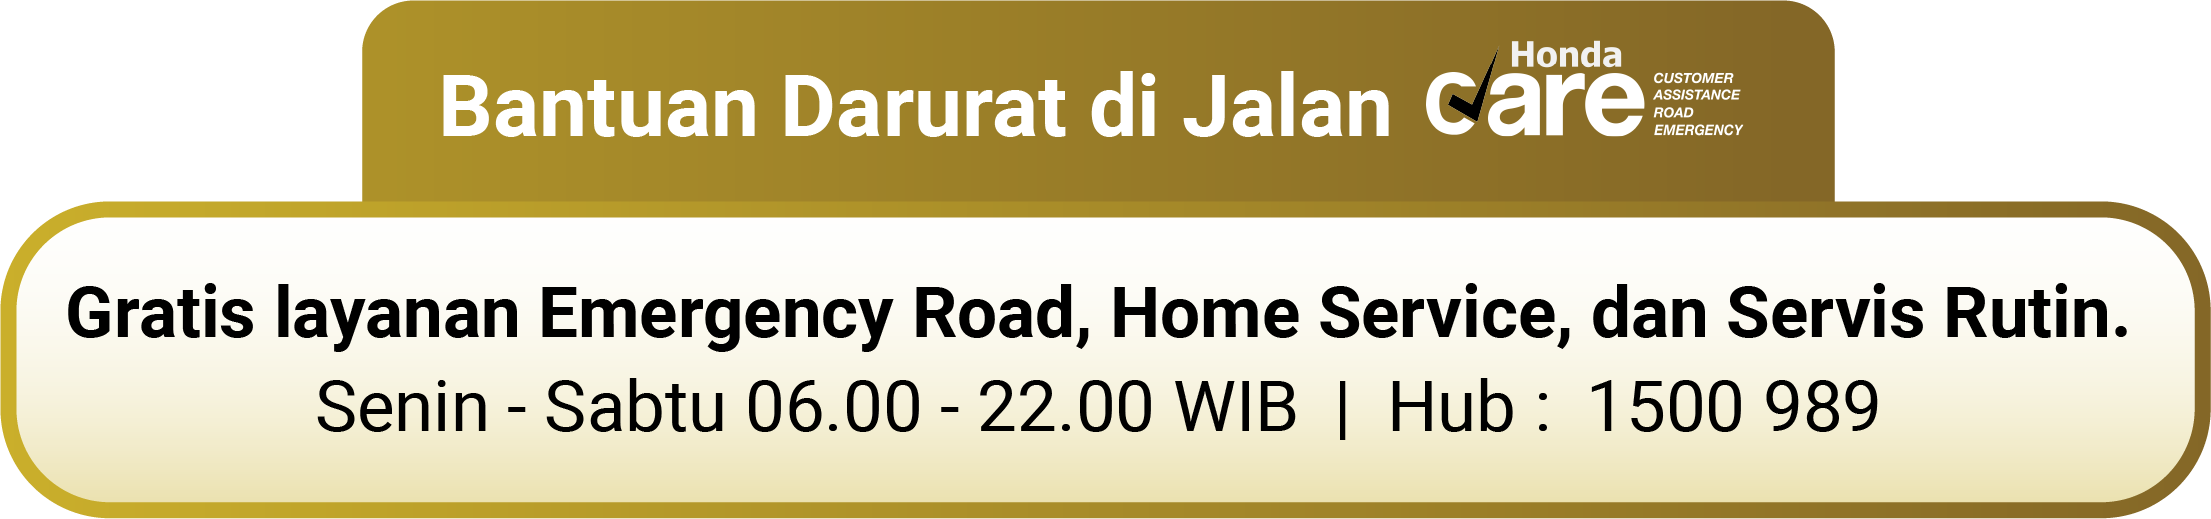 Bantuan Darurat di Jalan
Honda
care
CUSTOMER
ASSISTANCE
ROAD
EMERGENCY
Gratis layanan Emergency Road, Home Service, dan Servis Rutin.
Senin - Sabtu 06.00 - 22.00 WIB | Hub : 1500 989